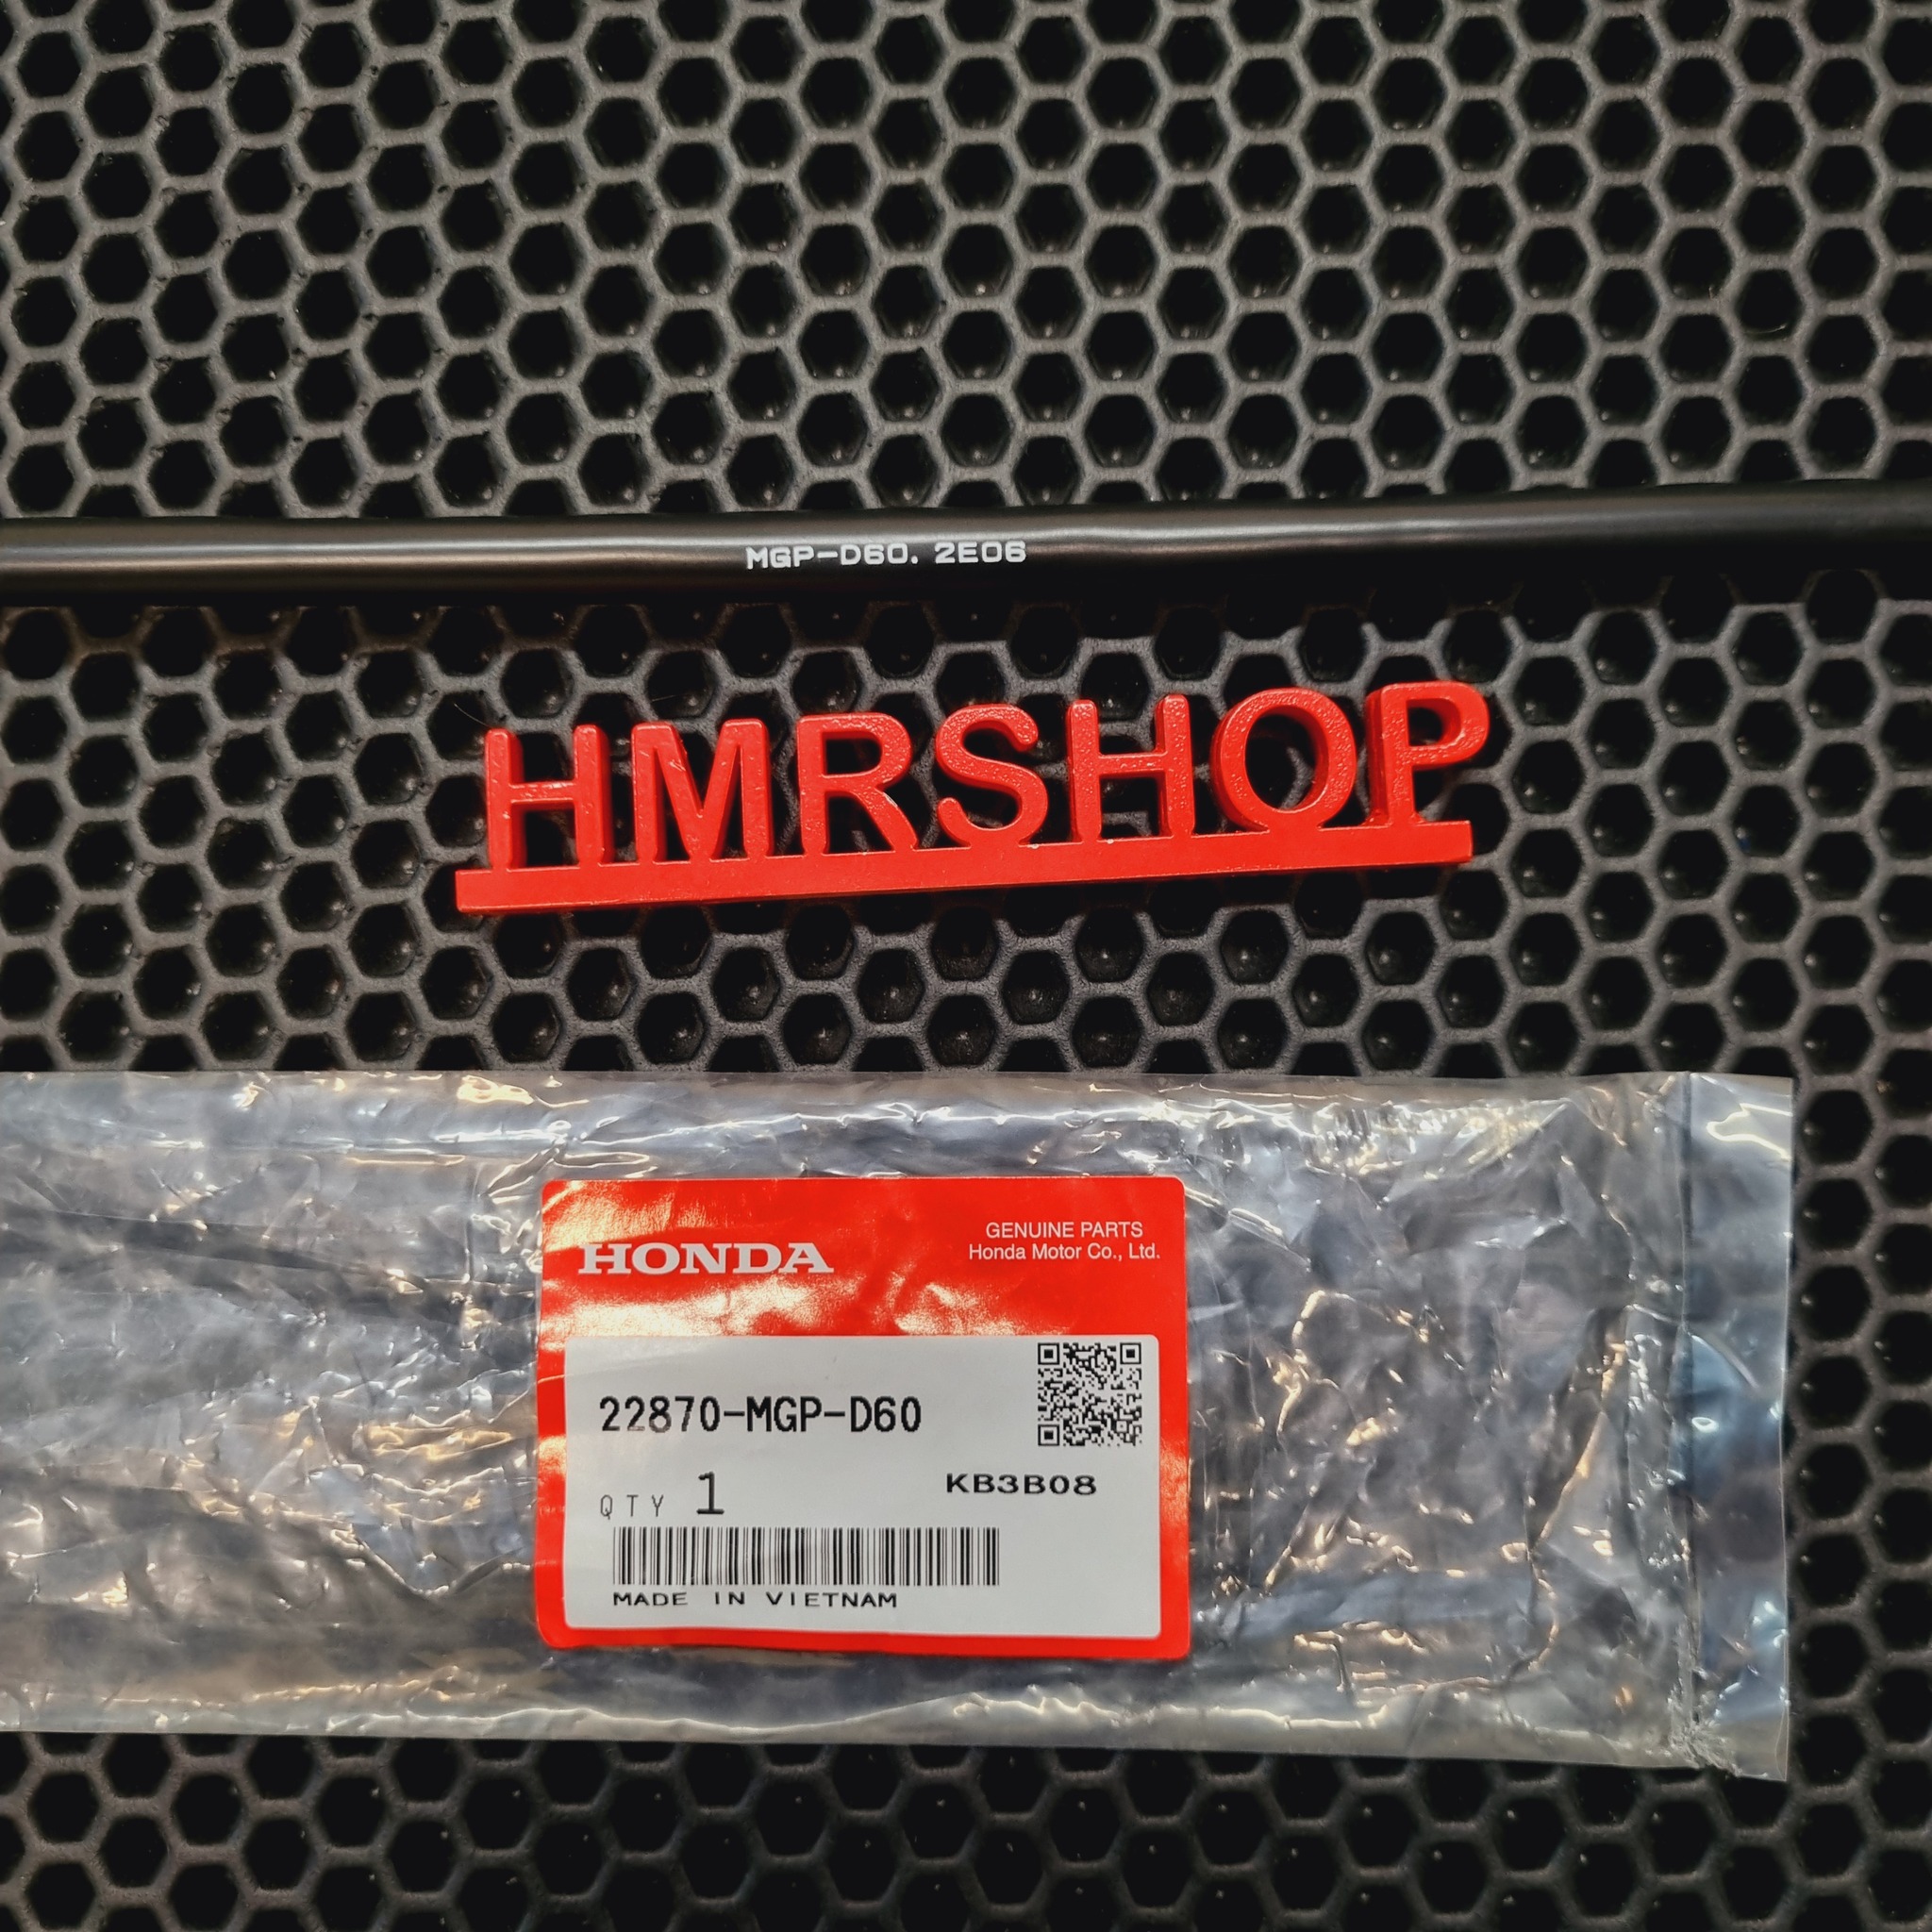 MGP-D60. 2E06
HMRSHOP
HONDA
GENUINE PARTS
Honda Motor Co., Ltd.
22870-MGP-D60
QTY 1
KB3B08
MADE IN VIETNAM